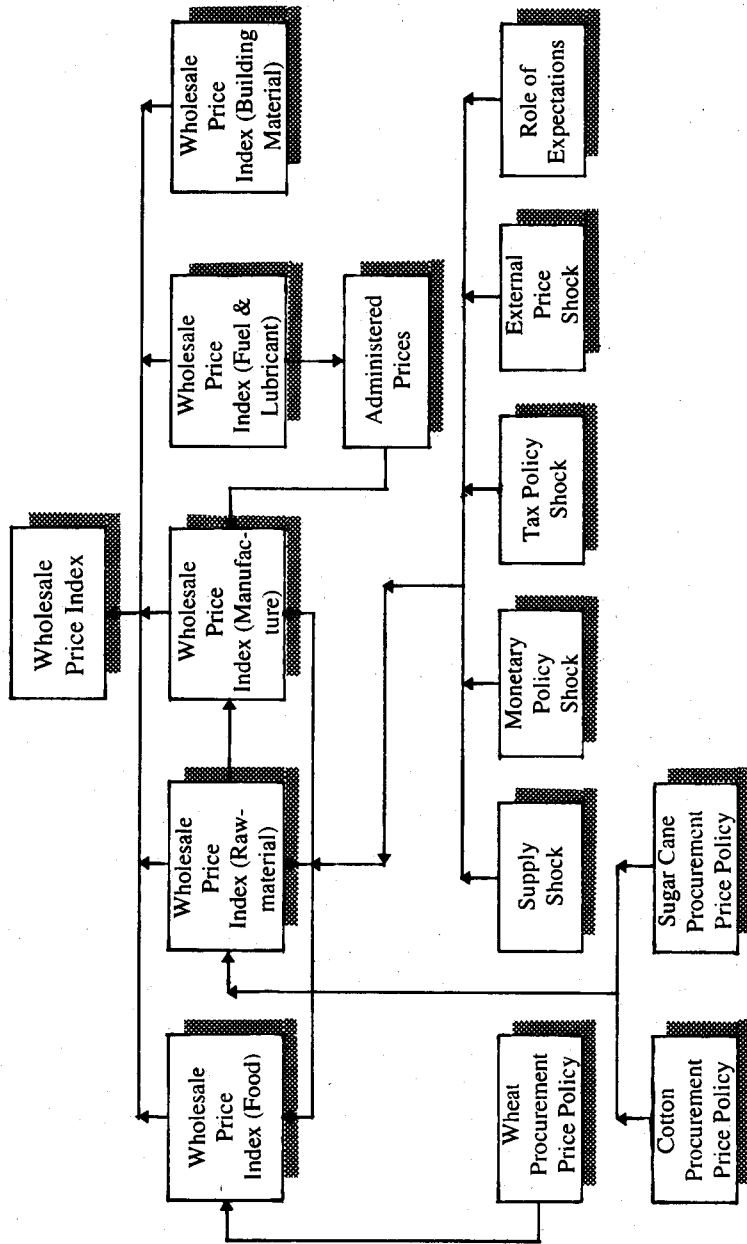 Wholesale
Price Index
Wholesale
Price
Index (Food)
Wholesale
Price
Index (Raw-
material)
Wholesale
Price
Index (Manufac-
ture)
Wholesale
Price
Index (Fuel &
Lubricant)
Wholesale
Price
Index (Building
Material)
Administered
Prices
Wheat
Procurement
Price Policy
Supply
Shock
Monetary
Policy
Shock
Tax Policy
Shock
External
Price
Shock
Role of
Expectations
Cotton
Procurement
Price Policy
Sugar Cane
Procurement
Price Policy